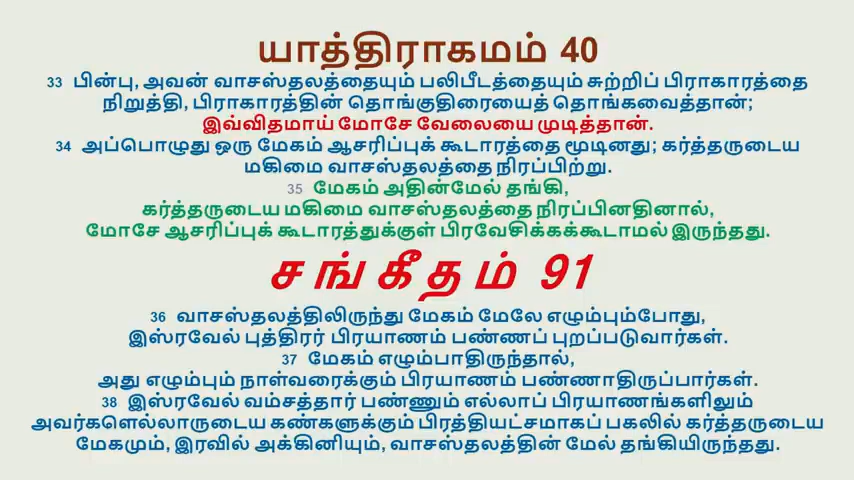 யாத்திராகமம் 40
33 பின்பு, அவன் வாசஸ்தலத்தையும் பலிபீடத்தையும் சுற்றிப் பிராகாரத்தை
நிறுத்தி, பிராகாரத்தின் தொங்குதிரையைத் தொங்கவைத்தான்;
இவ்விதமாய் மோசே வேலையை முடித்தான்.
34 அப்பொழுது ஒரு மேகம் ஆசரிப்புக் கூடாரத்தை மூடினது; கர்த்தருடைய
மகிமை வாசஸ்தலத்தை நிரப்பிற்று.
35 மேகம் அதின்மேல் தங்கி,
கர்த்தருடைய மகிமை வாசஸ்தலத்தை நிரப்பினதினால்,
மோசே ஆசரிப்புக் கூடாரத்துக்குள் பிரவேசிக்கக்கூடாமல் இருந்தது.
சங்கீதம் 91
36 வாசஸ்தலத்திலிருந்து மேகம் மேலே எழும்பும்போது,
இஸ்ரவேல் புத்திரர் பிரயாணம் பண்ணப் புறப்படுவார்கள்.
37 மேகம் எழும்பாதிருந்தால்,
அது எழும்பும் நாள்வரைக்கும் பிரயாணம் பண்ணாதிருப்பார்கள்.
38 இஸ்ரவேல் வம்சத்தார் பண்ணும் எல்லாப் பிரயாணங்களிலும்
அவர்களெல்லாருடைய கண்களுக்கும் பிரத்தியட்சமாகப் பகலில் கர்த்தருடைய
மேகமும், இரவில் அக்கினியும், வாசஸ்தலத்தின் மேல் தங்கியிருந்தது.